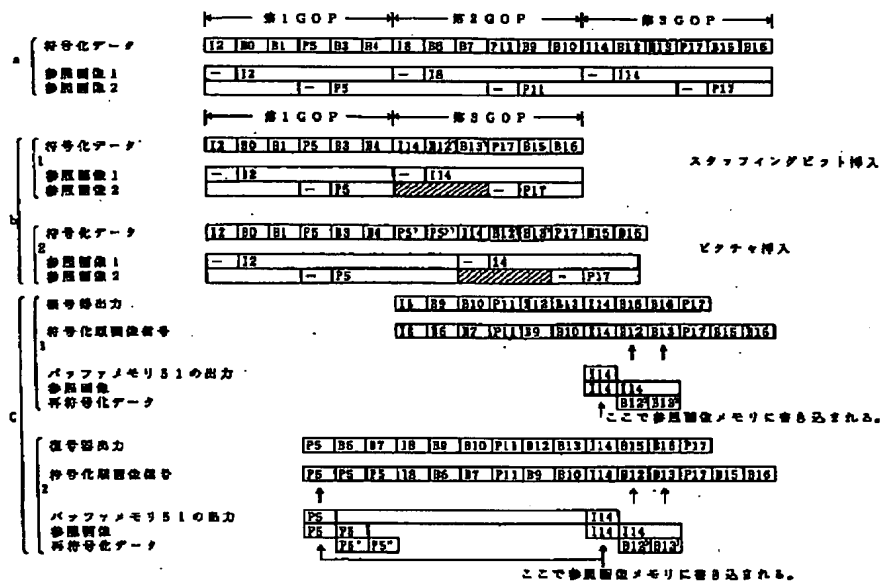 第1GOP 第2GOP 第3GOP
a 符号化データ I2 B0 B1 P5 B3 B4 I8 B6 B7 P11 B9 B10 I14 B12 B13 P17 B15 B16
参照画像1 — I2 — I8 — I14
参照画像2 — P5 — P11 — P17
第1GOP 第3GOP
b
1 符号化データ I2 B0 B1 P5 B3 B4 I14 B12' B13' P17 B15 B16
スタッフィングビット挿入
参照画像1 — I2 — I14
参照画像2 — P5 — P17
2 符号化データ I2 B0 B1 P5 B3 B4 P5' P5'' I14 B12' B13' P17 B15 B16
ピクチャ挿入
参照画像1 — I2 — 14
参照画像2 — P5 — P17
c
1 復号器出力 B9 B10 P11 B12 B13 I14 B15 B16 P17
符号化順画像信号 B6 B7 P11 B9 B10 I14 B12 B13 P17 B15 B16
バッファメモリ51の出力 I14
参照画像 I14 I14
再符号化データ B12' B13'
ここで参照画像メモリに書き込まれる。
2 復号器出力 P5 B6 B7 I8 B9 B10 P11 B12 B13 I14 B15 B16 P17
符号化順画像信号 P5 P5 P5 I8 B6 B7 P11 B9 B10 I14 B12 B13 P17 B15 B16
バッファメモリ51の出力 P5 I14
参照画像 P5 P5 I14 I14
再符号化データ P5' P5'' B12' B13'
ここで参照画像メモリに書き込まれる。